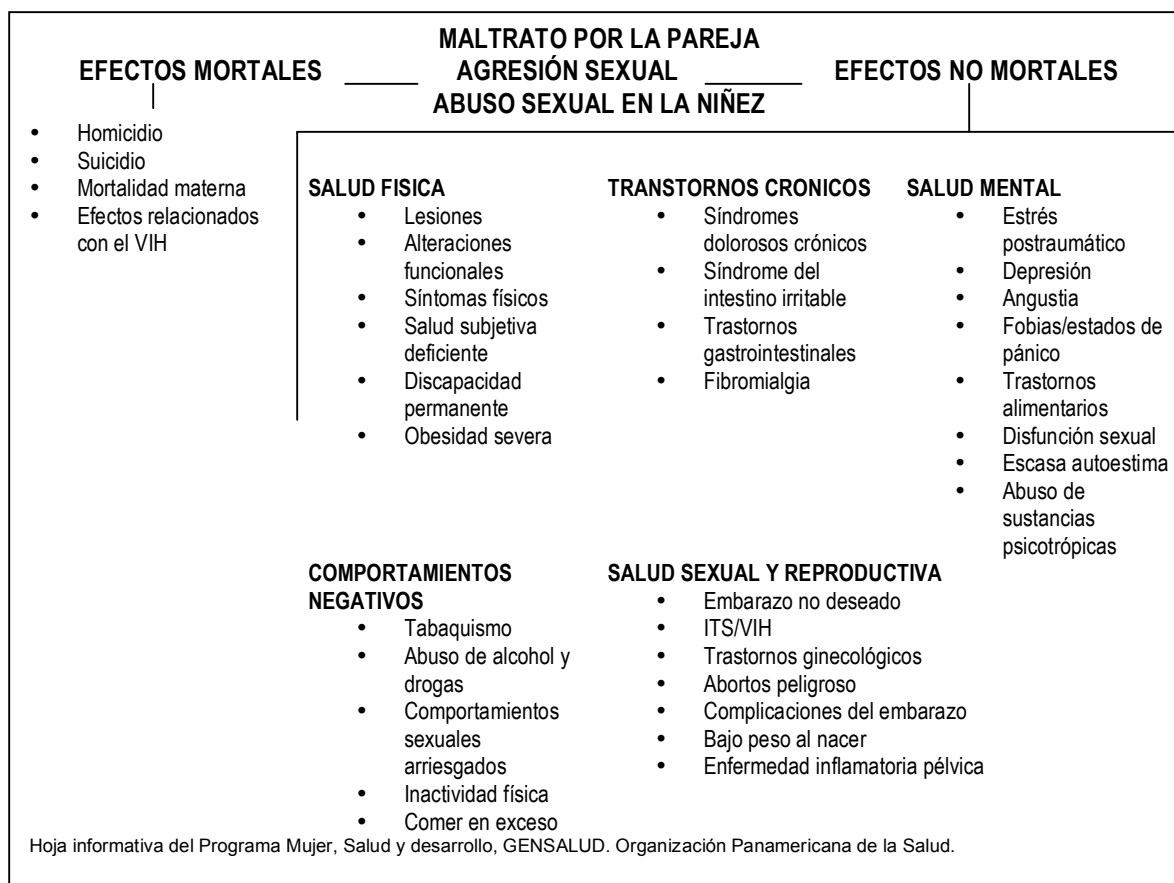 MALTRATO POR LA PAREJA
EFECTOS MORTALES AGRESIÓN SEXUAL EFECTOS NO MORTALES
ABUSO SEXUAL EN LA NIÑEZ
• Homicidio
• Suicidio
• Mortalidad materna
• Efectos relacionados
con el VIH
SALUD FISICA
• Lesiones
• Alteraciones
funcionales
• Síntomas físicos
• Salud subjetiva
deficiente
• Discapacidad
permanente
• Obesidad severa
TRANSTORNOS CRONICOS
• Síndromes
dolorosos crónicos
• Síndrome del
intestino irritable
• Trastornos
gastrointestinales
• Fibromialgia
SALUD MENTAL
• Estrés
postraumático
• Depresión
• Angustia
• Fobias/estados de
pánico
• Trastornos
alimentarios
• Disfunción sexual
• Escasa autoestima
• Abuso de
sustancias
psicotrópicas
COMPORTAMIENTOS
NEGATIVOS
• Tabaquismo
• Abuso de alcohol y
drogas
• Comportamientos
sexuales
arriesgados
• Inactividad física
• Comer en exceso
SALUD SEXUAL Y REPRODUCTIVA
• Embarazo no deseado
• ITS/VIH
• Trastornos ginecológicos
• Abortos peligroso
• Complicaciones del embarazo
• Bajo peso al nacer
• Enfermedad inflamatoria pélvica
Hoja informativa del Programa Mujer, Salud y desarrollo, GENSALUD. Organización Panamericana de la Salud.